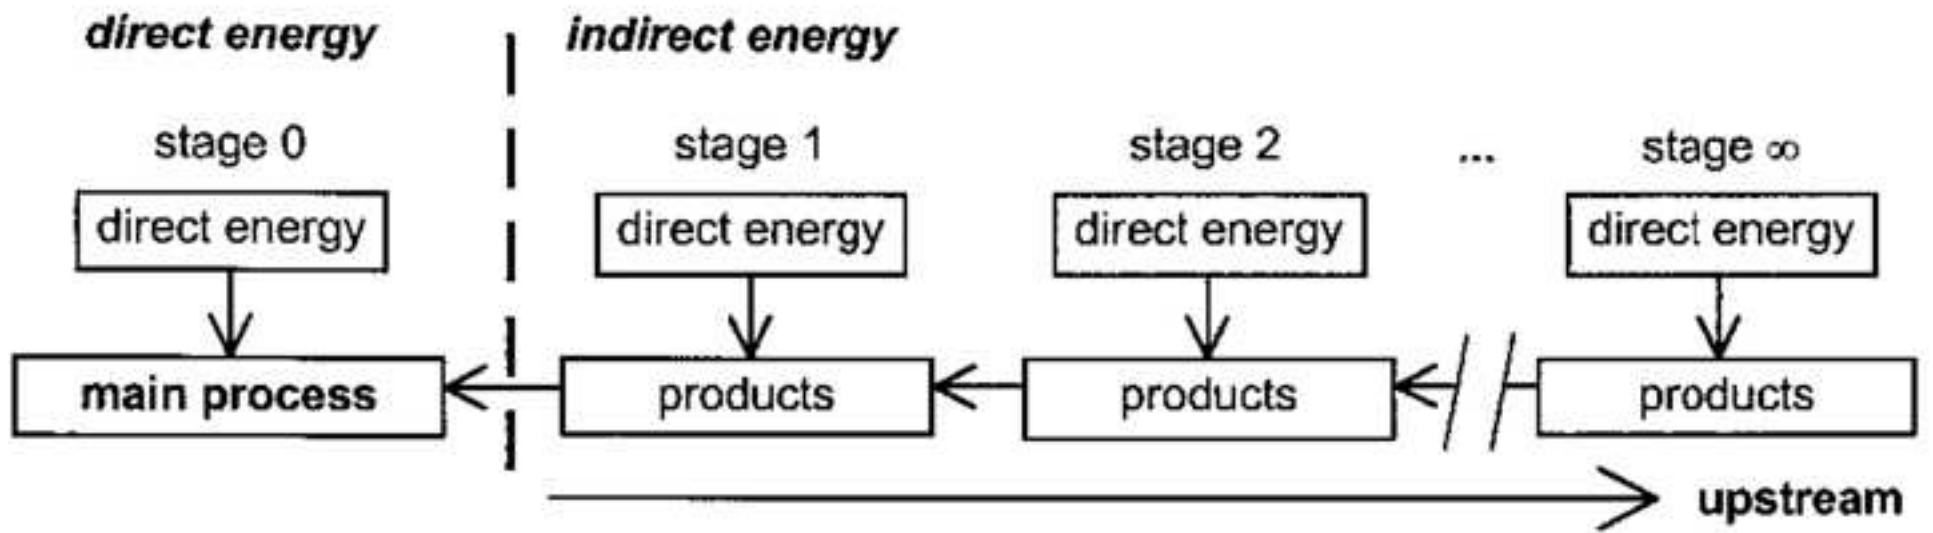 direct energy indirect energy
stage 0 stage 1 stage 2 ... stage ∞
direct energy direct energy direct energy direct energy
main process products products products
upstream